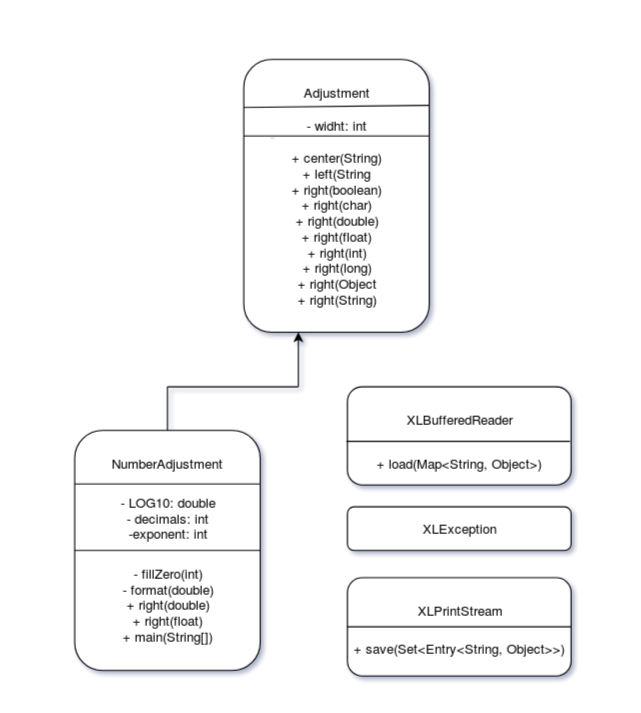 Adjustment
- widht: int
+ center(String)
+ left(String
+ right(boolean)
+ right(char)
+ right(double)
+ right(float)
+ right(int)
+ right(long)
+ right(Object
+ right(String)
NumberAdjustment
- LOG10: double
- decimals: int
-exponent: int
- fillZero(int)
- format(double)
+ right(double)
+ right(float)
+ main(String[])
XLBufferedReader
+ load(Map<String, Object>)
XLException
XLPrintStream
+ save(Set<Entry<String, Object>>)